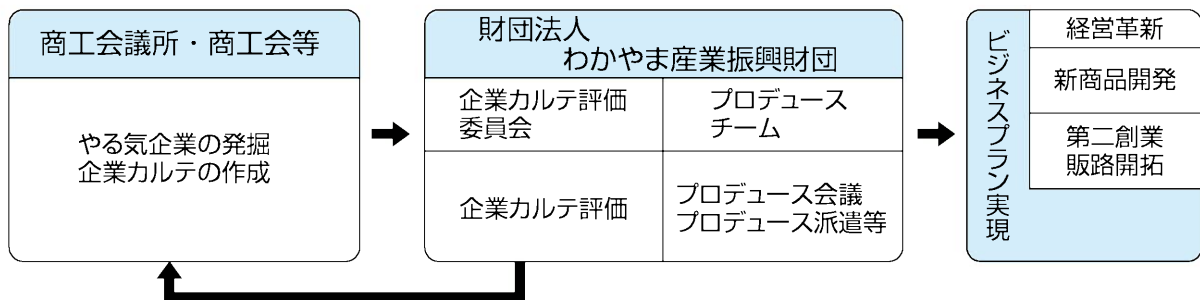 商工会議所・商工会等
やる気企業の発掘
企業カルテの作成
財団法人
わかやま産業振興財団
企業カルテ評価
委員会
プロデュース
チーム
企業カルテ評価
プロデュース会議
プロデュース派遣等
ビジネスプラン実現
経営革新
新商品開発
第二創業
販路開拓